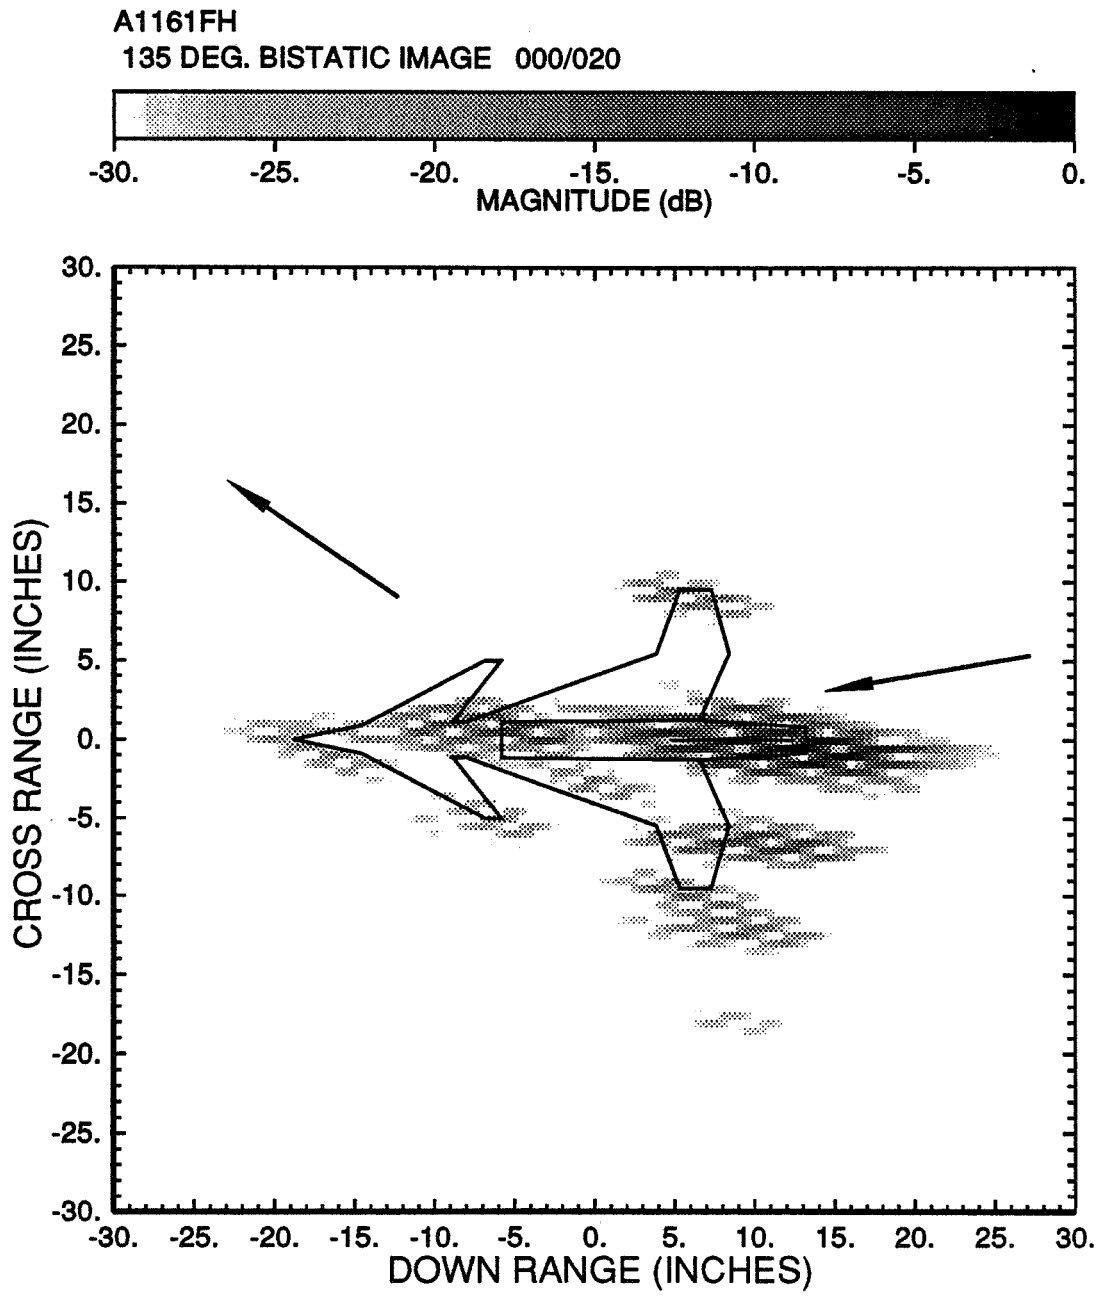 A1161FH
135 DEG. BISTATIC IMAGE 000/020
-30. -25. -20. -15. -10. -5. 0.
MAGNITUDE (dB)
30.
25.
20.
15.
10.
5.
0.
-5.
-10.
-15.
-20.
-25.
-30.
CROSS RANGE (INCHES)
-30. -25. -20. -15. -10. -5. 0. 5. 10. 15. 20. 25. 30.
DOWN RANGE (INCHES)